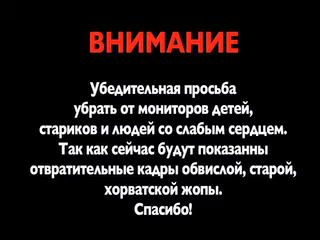 ВНИМАНИЕ
Убедительная просьба
убрать от мониторов детей,
стариков и людей со слабым сердцем.
Так как сейчас будут показанны
отвратительные кадры обвислой, старой,
хорватской жопы.
Спасибо!